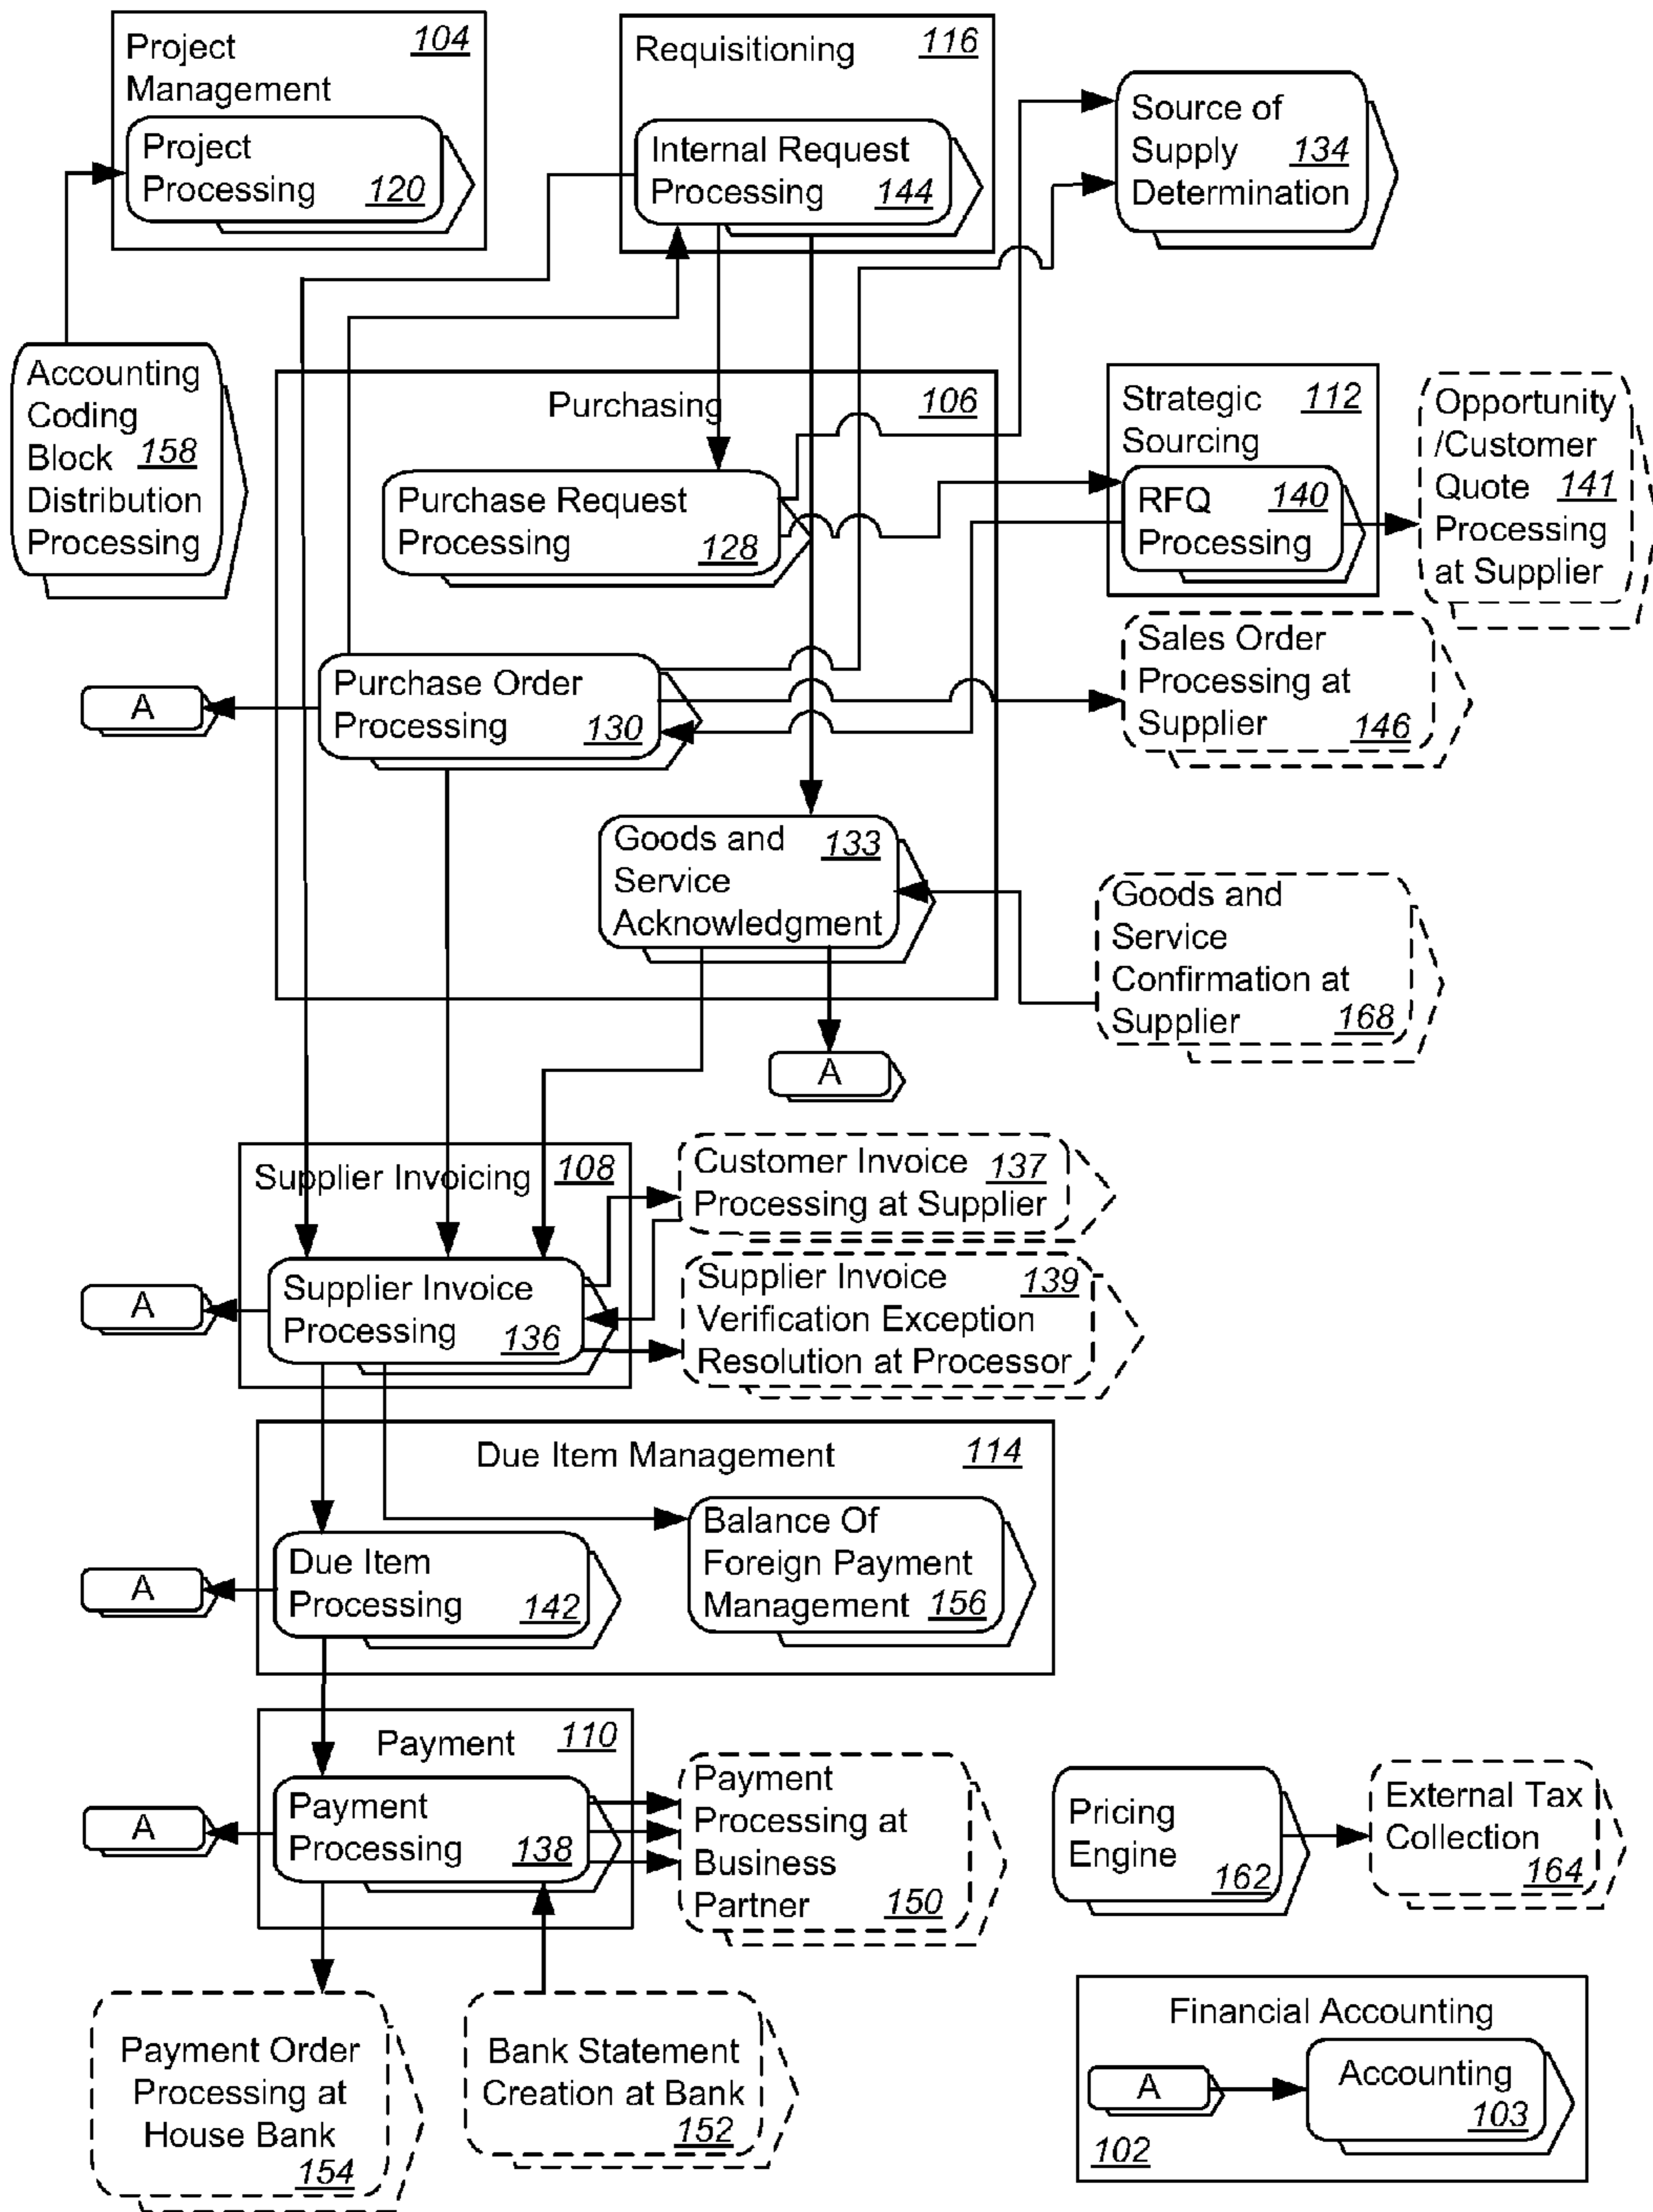 Project 104
Management
Project
Processing 120
Requisitioning 116
Internal Request
Processing 144
Source of
Supply 134
Determination
Accounting
Coding
Block 158
Distribution
Processing
Purchasing 106
Purchase Request
Processing 128
Strategic 112
Sourcing
RFQ 140
Processing
Opportunity
/Customer
Quote 141
Processing
at Supplier
Sales Order
Processing at
Supplier 146
A
Purchase Order
Processing 130
Goods and 133
Service
Acknowledgment
Goods and
Service
Confirmation at
Supplier 168
A
Supplier Invoicing 108
Customer Invoice 137
Processing at Supplier
A
Supplier Invoice
Processing 136
Supplier Invoice 139
Verification Exception
Resolution at Processor
Due Item Management 114
A
Due Item
Processing 142
Balance Of
Foreign Payment
Management 156
Payment 110
A
Payment
Processing 138
Payment
Processing at
Business
Partner 150
Pricing
Engine 162
External Tax
Collection
164
Payment Order
Processing at
House Bank
154
Bank Statement
Creation at Bank
152
Financial Accounting
A
Accounting
103
102